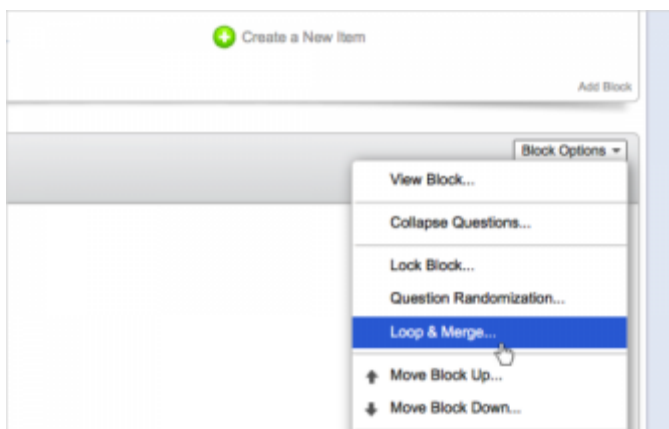 Create a New Item
Add Block
Block Options
View Block...
Collapse Questions...
Lock Block...
Question Randomization...
Loop & Merge...
Move Block Up...
Move Block Down...